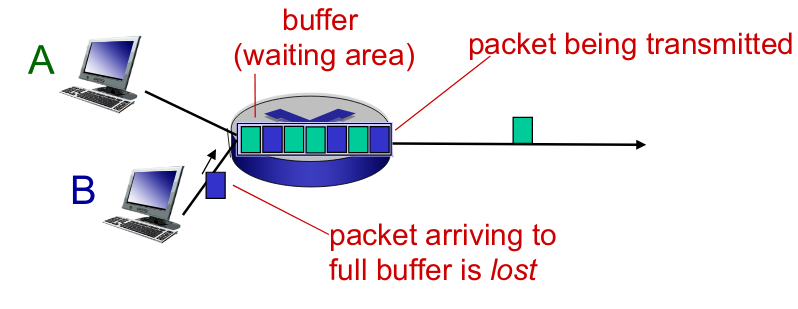 buffer
(waiting area)
packet being transmitted
A
B
packet arriving to
full buffer is lost